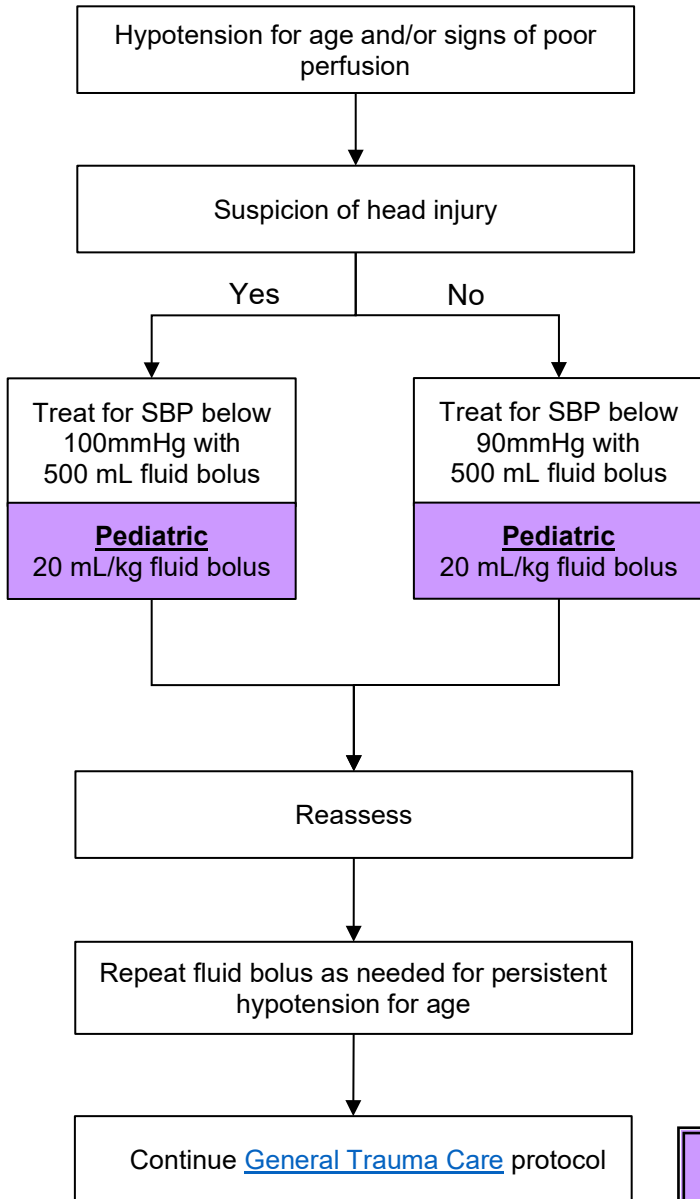 Hypotension for age and/or signs of poor
perfusion
Suspicion of head injury
Yes
No
Treat for SBP below
100mmHg with
500 mL fluid bolus
Pediatric
20 mL/kg fluid bolus
Treat for SBP below
90mmHg with
500 mL fluid bolus
Pediatric
20 mL/kg fluid bolus
Reassess
Repeat fluid bolus as needed for persistent
hypotension for age
Continue General Trauma Care protocol